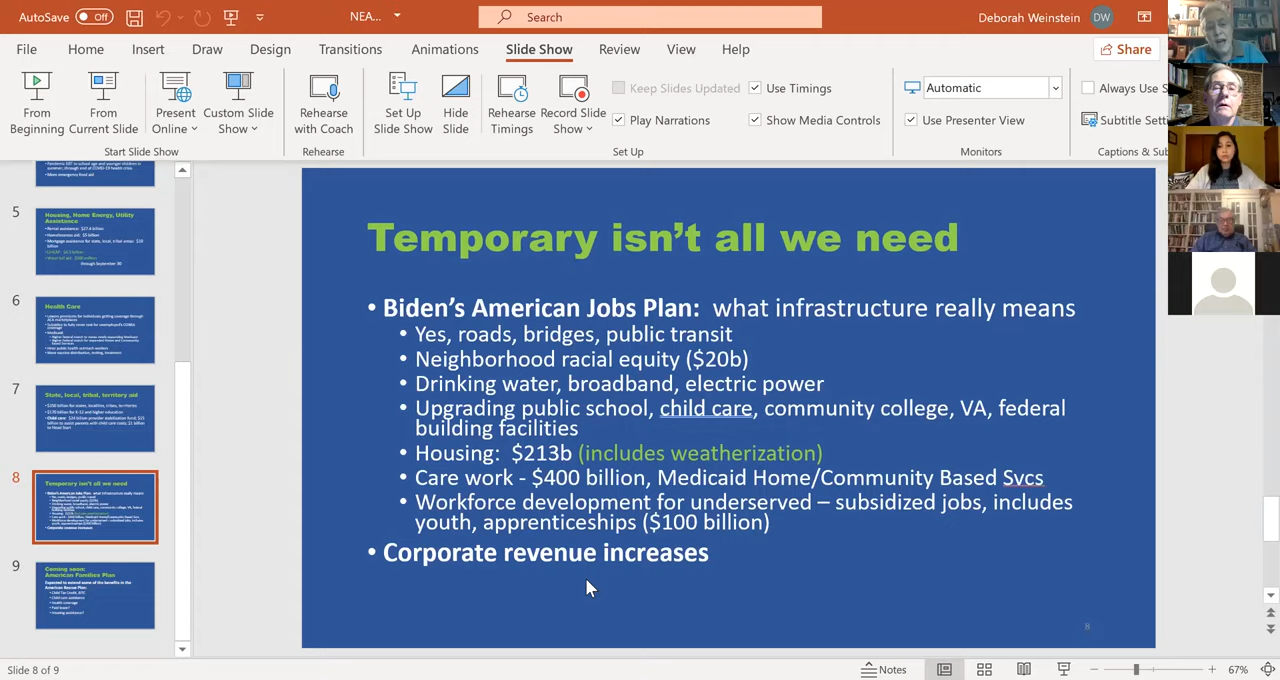 AutoSave Off NEA... Search Deborah Weinstein DW
File Home Insert Draw Design Transitions Animations Slide Show Review View Help Share
From Beginning
From Current Slide
Present Online
Custom Slide Show
Start Slide Show
Rehearse with Coach
Rehearse
Set Up Slide Show
Hide Slide
Rehearse Timings
Record Slide Show
Keep Slides Updated
Use Timings
Play Narrations
Show Media Controls
Set Up
Automatic
Use Presenter View
Monitors
Always Use S
Subtitle Sett
Captions & Sub
More emergency food aid
5
Housing, Home Energy, Utility
Assistance
6
Health Care
7
State, local, tribal, territory aid
8
Temporary isn't all we need
9
Coming soon:
American Families Plan
Temporary isn't all we need
• Biden's American Jobs Plan: what infrastructure really means
• Yes, roads, bridges, public transit
• Neighborhood racial equity ($20b)
• Drinking water, broadband, electric power
• Upgrading public school, child care, community college, VA, federal
building facilities
• Housing: $213b (includes weatherization)
• Care work - $400 billion, Medicaid Home/Community Based Svcs
• Workforce development for underserved – subsidized jobs, includes
youth, apprenticeships ($100 billion)
• Corporate revenue increases
8
Slide 8 of 9 Notes 67%